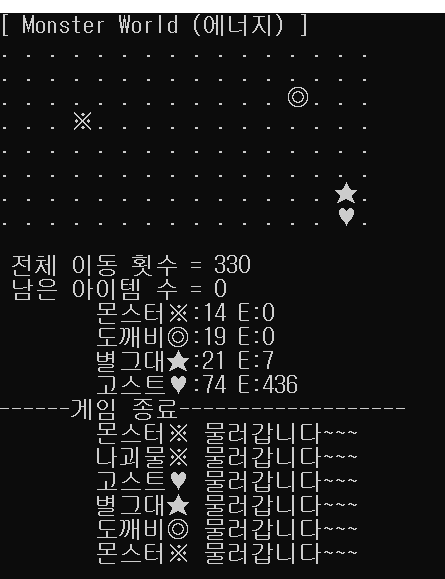 [ Monster World (에너지) ]
. . . . . . . . . . . . . . . .
. . . . . . . . . . . . ◎ . . .
. . . ※ . . . . . . . . . . . .
. . . . . . . . . . . . . . . .
. . . . . . . . . . . . . . . .
. . . . . . . . . . . . . . ★ .
. . . . . . . . . . . . . . ♥ .
전체 이동 횟수 = 330
남은 아이템 수 = 0
몬스터※:14 E:0
도깨비◎:19 E:0
별그대★:21 E:7
고스트♥:74 E:436
------게임 종료-------------------
몬스터※ 물러갑니다~~~
나괴물※ 물러갑니다~~~
고스트♥ 물러갑니다~~~
별그대★ 물러갑니다~~~
도깨비◎ 물러갑니다~~~
몬스터※ 물러갑니다~~~